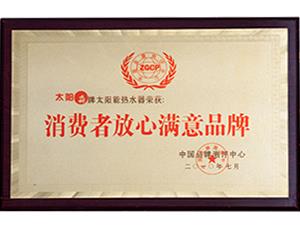 ZGCP
太阳牌太阳能热水器荣获:
消费者放心满意品牌
中国品牌测评中心
二〇一〇年七月